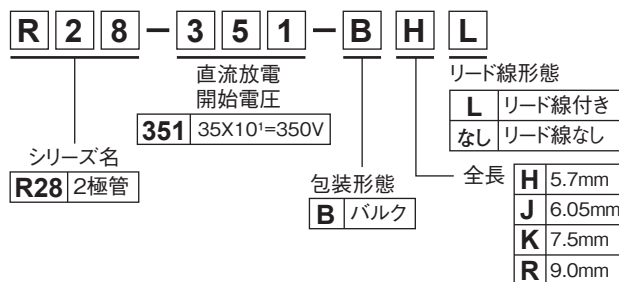 R28-351-BHL
直流放電
開始電圧
351 35X10¹=350V
シリーズ名
R28 2極管
包装形態
B バルク
リード線形態
L リード線付き
なし リード線なし
全長
H 5.7mm
J 6.05mm
K 7.5mm
R 9.0mm